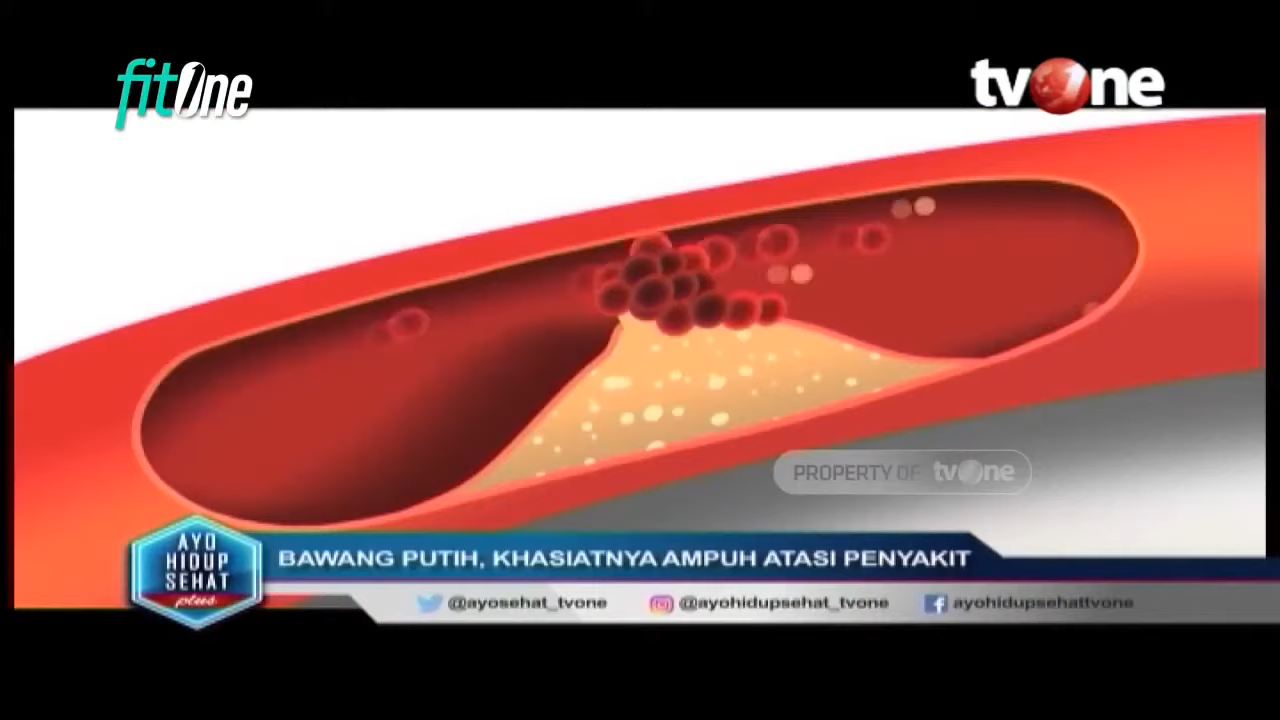 fitOne
tvOne
PROPERTY OF tvOne
AYO
HIDUP
SEHAT
plus
BAWANG PUTIH, KHASIATNYA AMPUH ATASI PENYAKIT
@ayosehat_tvone
@ayohidupsehat_tvone
ayohidupsehattvone